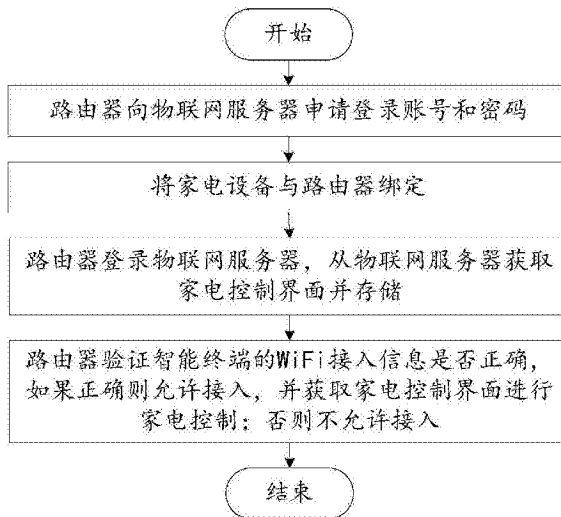 开始
路由器向物联网服务器申请登录账号和密码
将家电设备与路由器绑定
路由器登录物联网服务器，从物联网服务器获取
家电控制界面并存储
路由器验证智能终端的WiFi接入信息是否正确，
如果正确则允许接入，并获取家电控制界面进行
家电控制；否则不允许接入
结束